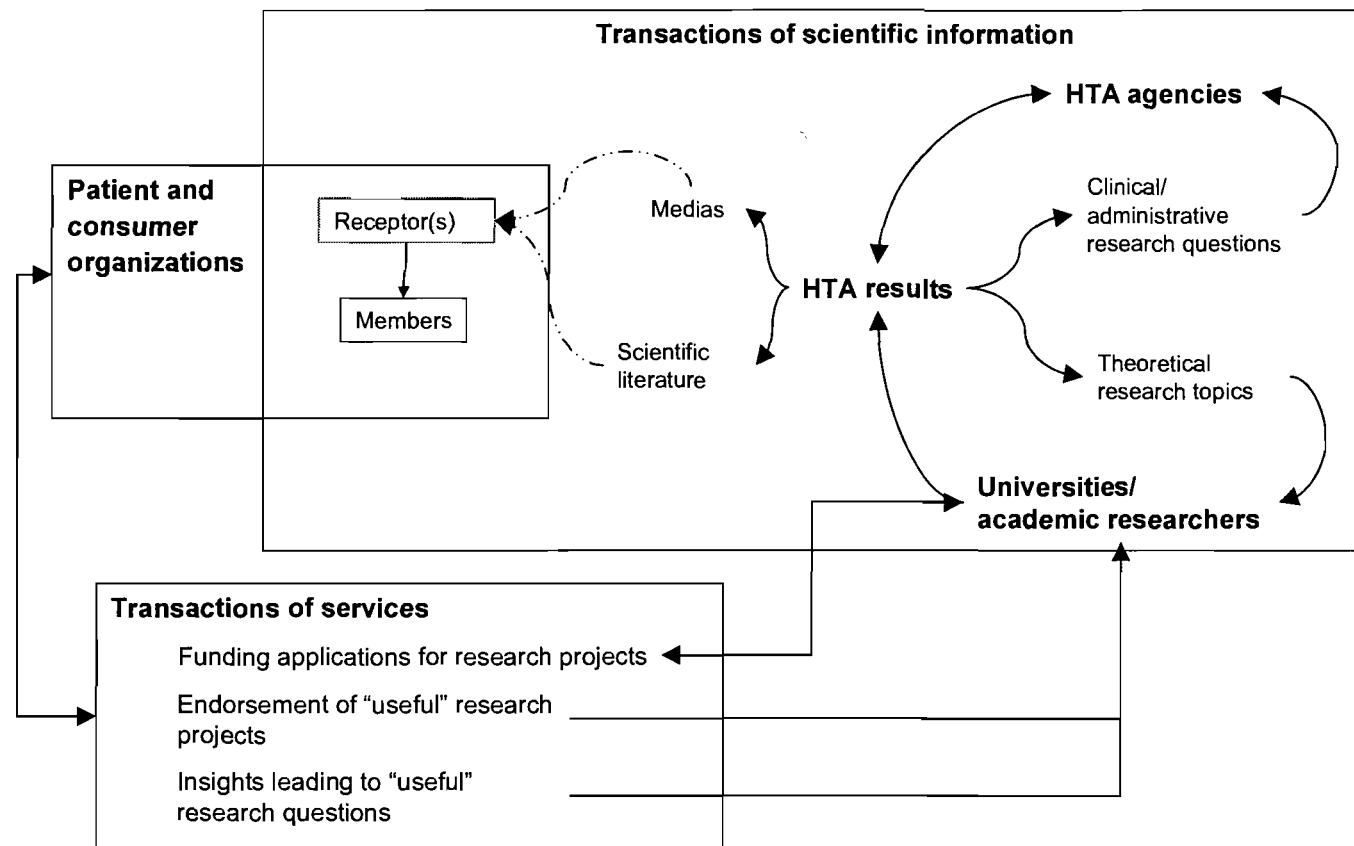 Transactions of scientific information
HTA agencies
Patient and
consumer
organizations
Receptor(s)
Members
Medias
Scientific
literature
HTA results
Clinical/
administrative
research questions
Theoretical
research topics
Universities/
academic researchers
Transactions of services
Funding applications for research projects
Endorsement of “useful” research
projects
Insights leading to “useful”
research questions